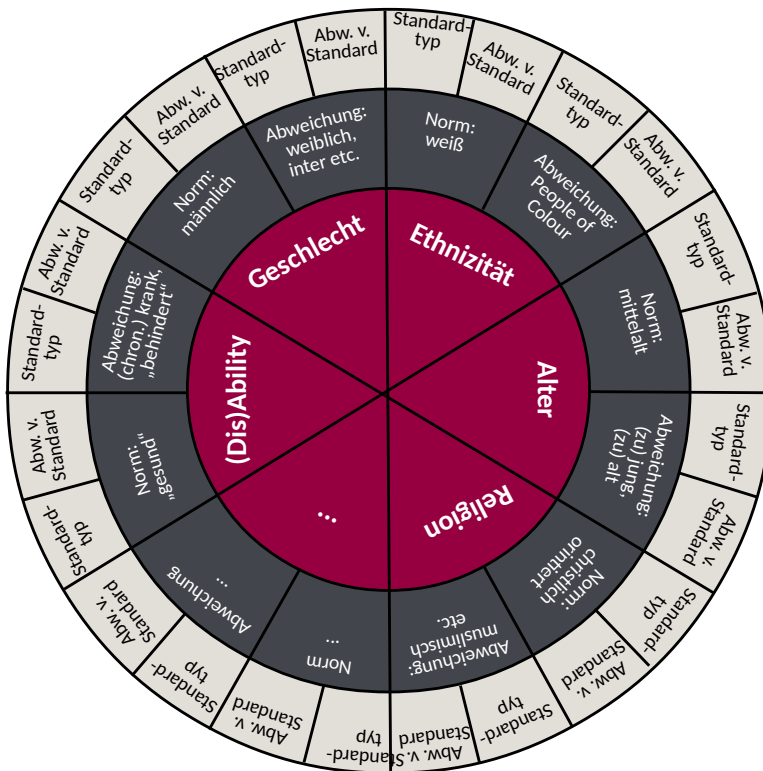 Standard-
typ
Abw. v.
Standard
Standard-
typ
Abw. v.
Standard
Standard-
typ
Abw. v.
Standard
Standard-
typ
Abw. v.
Standard
Standard-
typ
Abw. v.
Standard
Standard-
typ
Abw. v.
Standard
Standard-
typ
Abw. v.
Standard
Standard-
typ
Abw. v.
Standard
Standard-
typ
Abw. v.
Standard
Standard-
typ
Abw. v.
Standard
Standard-
typ
Abw. v.
Standard
Standard-
typ
Abw. v.
Standard
Norm:
weiß
Abweichung:
People of
Colour
Norm:
mittelalt
Abweichung:
(zu) jung,
(zu) alt
Norm:
christlich
orintiert
Abweichung:
muslimisch
etc.
Norm
...
Abweichung
...
Norm:
„gesund“
Abweichung:
(chron.) krank,
„behindert“
Norm:
männlich
Abweichung:
weiblich,
inter etc.
Ethnizität
Alter
Religion
...
(Dis)Ability
Geschlecht